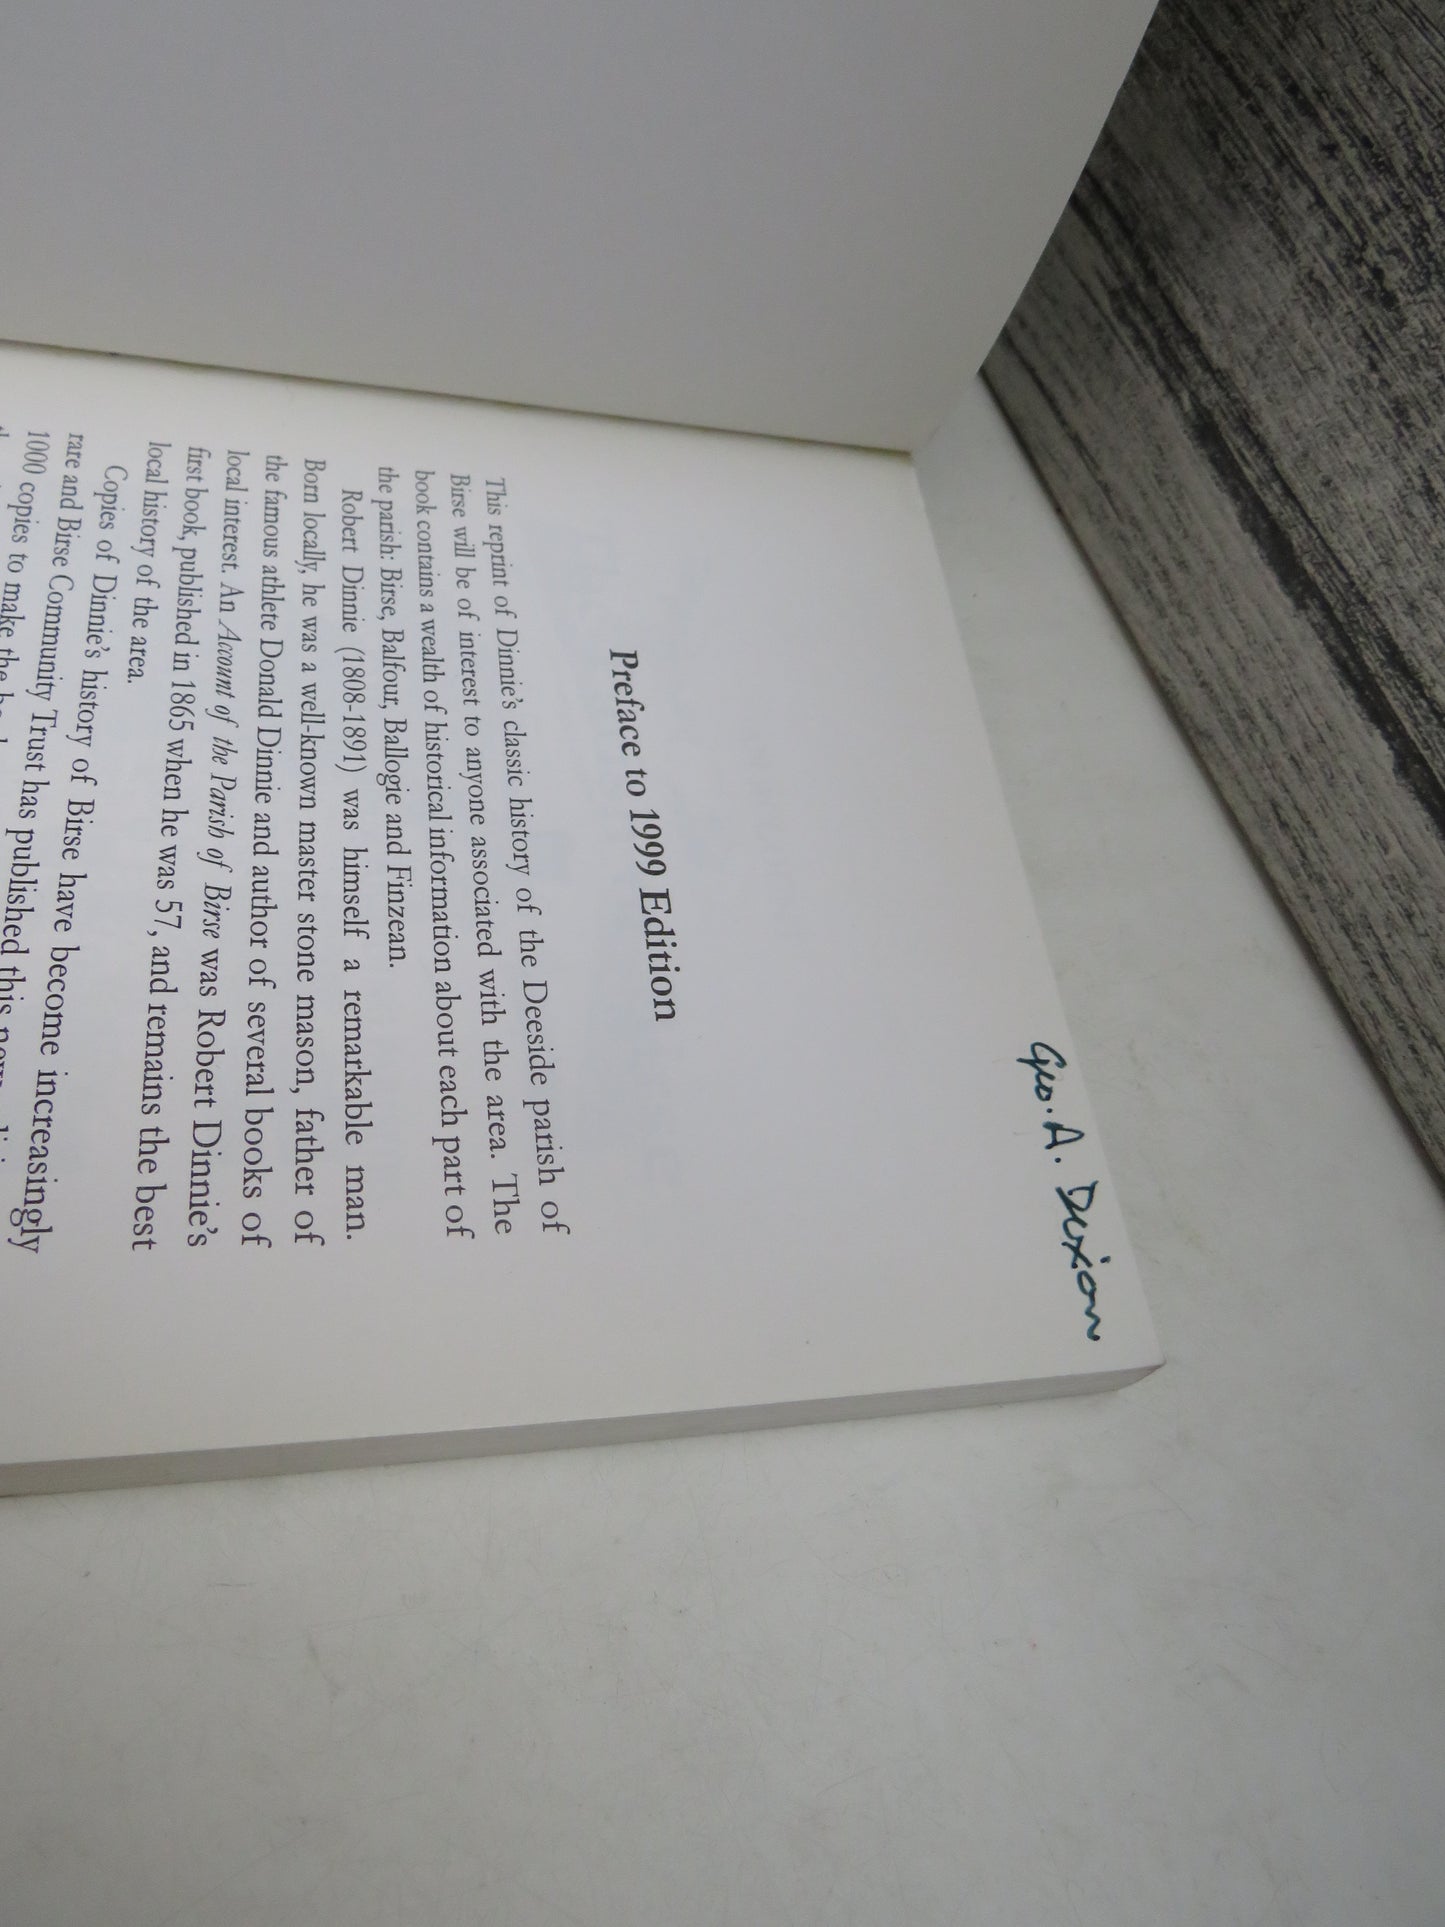 Geo. A. Dixon
Preface to 1999 Edition
This reprint of Dinnie's classic history of the Deeside parish of
Birse will be of interest to anyone associated with the area. The
book contains a wealth of historical information about each part of
the parish: Birse, Balfour, Ballogie and Finzean.
Robert Dinnie (1808-1891) was himself a remarkable man.
Born locally, he was a well-known master stone mason, father of
the famous athlete Donald Dinnie and author of several books of
local interest. An Account of the Parish of Birse was Robert Dinnie's
first book, published in 1865 when he was 57, and remains the best
local history of the area.
Copies of Dinnie's history of Birse have become increasingly
rare and Birse Community Trust has published this new
1000 copies to make the